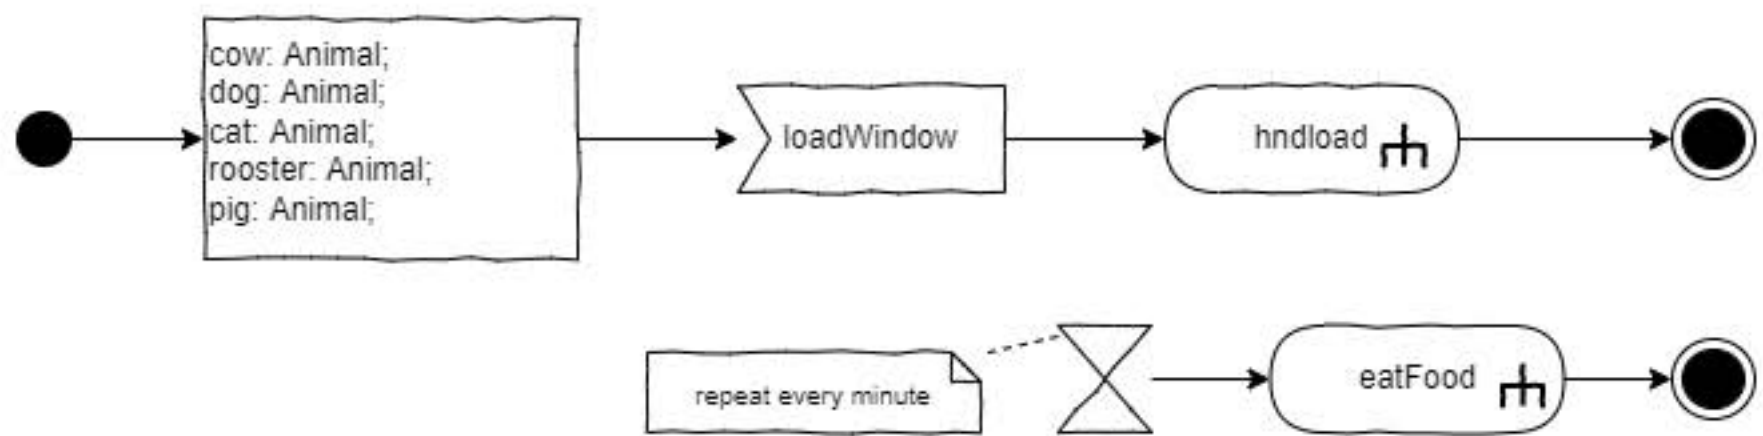 cow: Animal;
dog: Animal;
cat: Animal;
rooster: Animal;
pig: Animal;
loadWindow
hndload
repeat every minute
eatFood